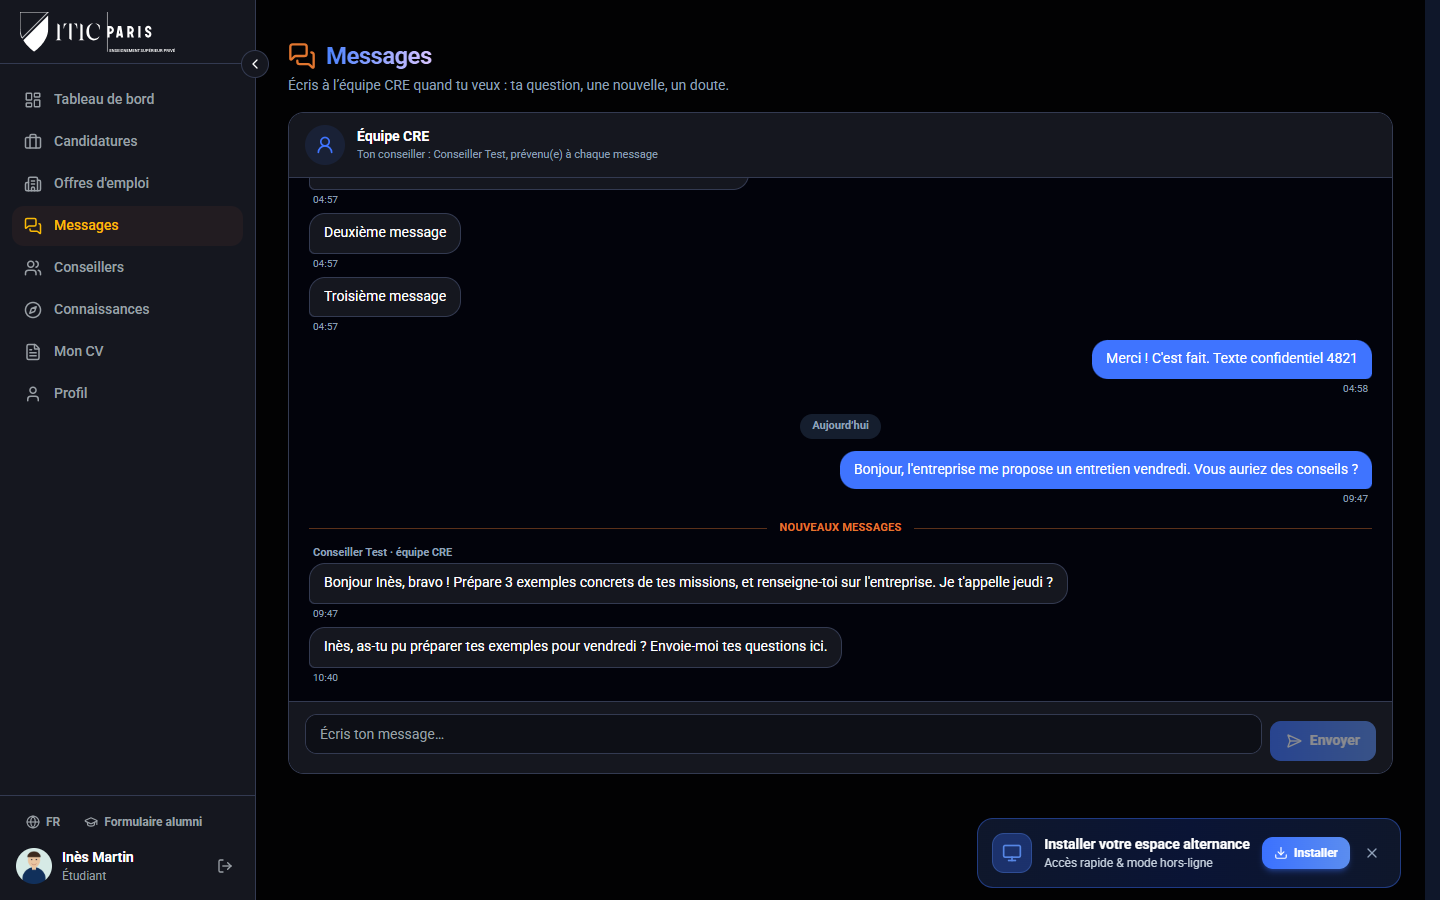 ITIC PARIS
ENSEIGNEMENT SUPÉRIEUR PRIVÉ
Tableau de bord
Candidatures
Offres d'emploi
Messages
Conseillers
Connaissances
Mon CV
Profil
FR
Formulaire alumni
Inès Martin
Étudiant
Messages
Écris à l'équipe CRE quand tu veux : ta question, une nouvelle, un doute.
Équipe CRE
Ton conseiller : Conseiller Test, prévenu(e) à chaque message
04:57
Deuxième message
04:57
Troisième message
04:57
Merci ! C'est fait. Texte confidentiel 4821
04:58
Aujourd'hui
Bonjour, l'entreprise me propose un entretien vendredi. Vous auriez des conseils ?
09:47
NOUVEAUX MESSAGES
Conseiller Test · équipe CRE
Bonjour Inès, bravo ! Prépare 3 exemples concrets de tes missions, et renseigne-toi sur l'entreprise. Je t'appelle jeudi ?
09:47
Inès, as-tu pu préparer tes exemples pour vendredi ? Envoie-moi tes questions ici.
10:40
Écris ton message...
Envoyer
Installer votre espace alternance
Accès rapide & mode hors-ligne
Installer